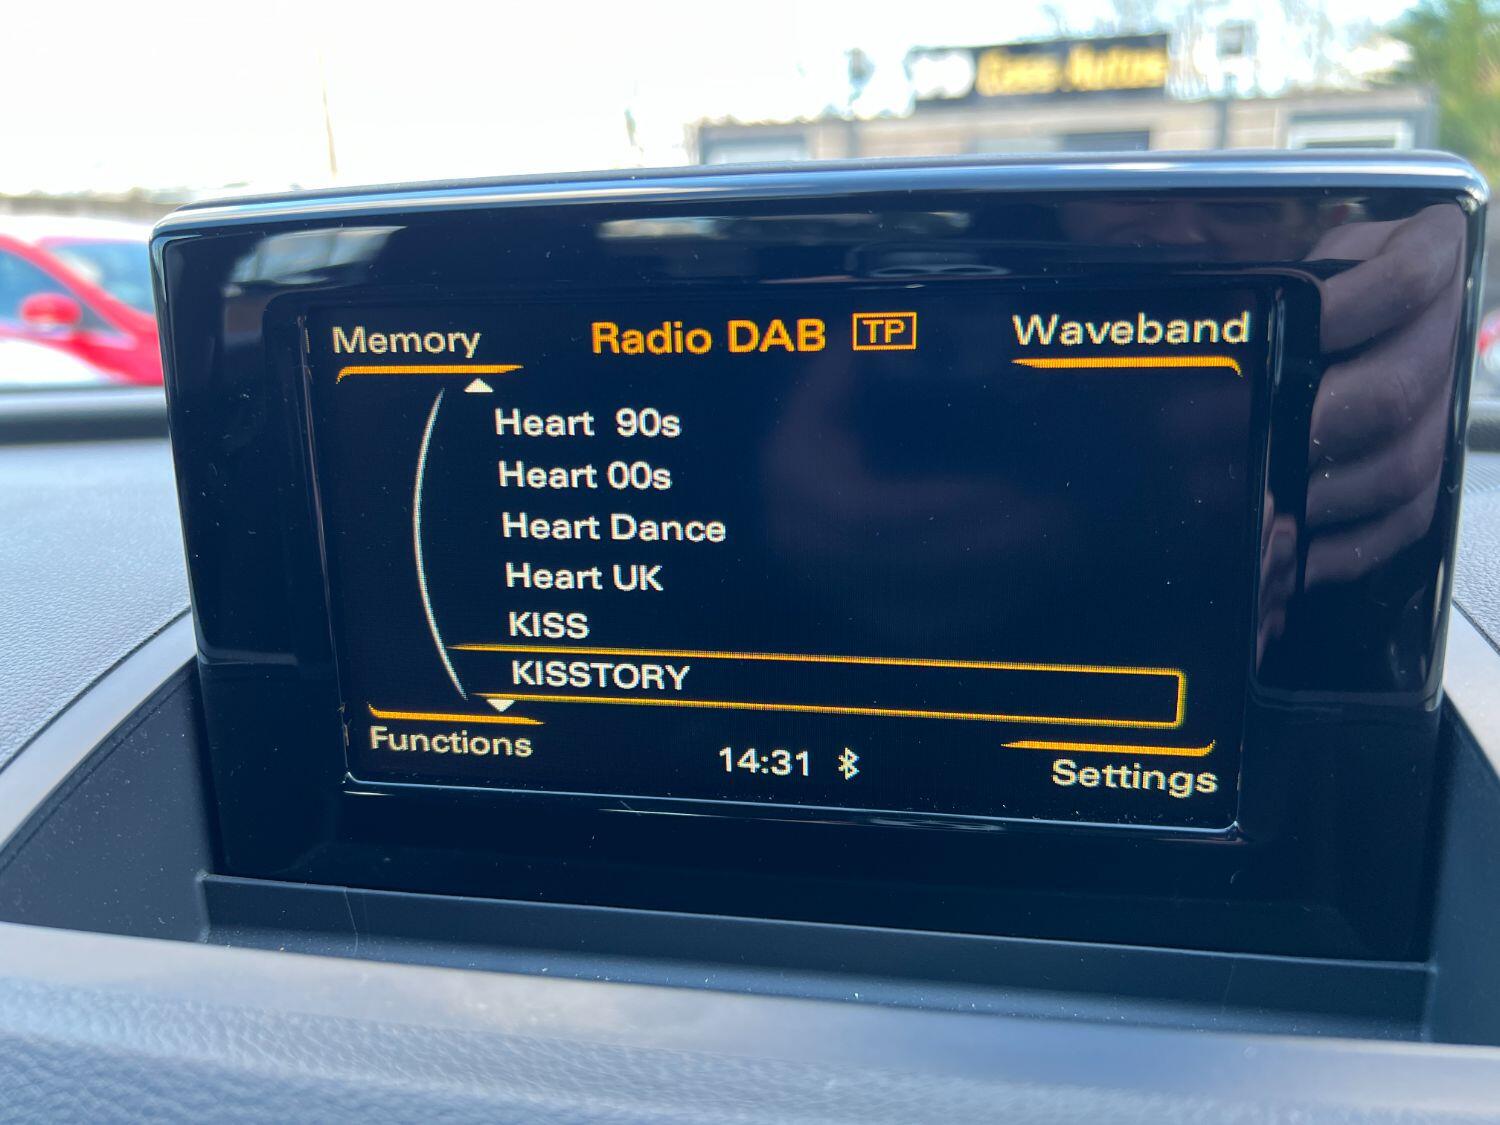 Memory Radio DAB TP Waveband
Heart 90s
Heart 00s
Heart Dance
Heart UK
KISS
KISSTORY
Functions 14:31 Settings